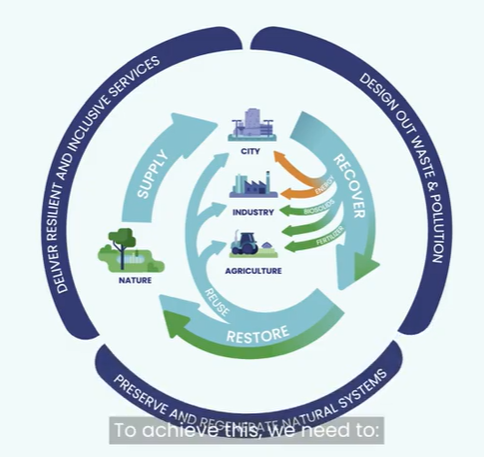 DELIVER RESILIENT AND INCLUSIVE SERVICES
DESIGN OUT WASTE & POLLUTION
SUPPLY
CITY
RECOVER
ENERGY
INDUSTRY
BIOSOLIDS
FERTILIZER
AGRICULTURE
NATURE
REUSE
RESTORE
PRESERVE AND REGENERATE NATURAL SYSTEMS
To achieve this, we need to: